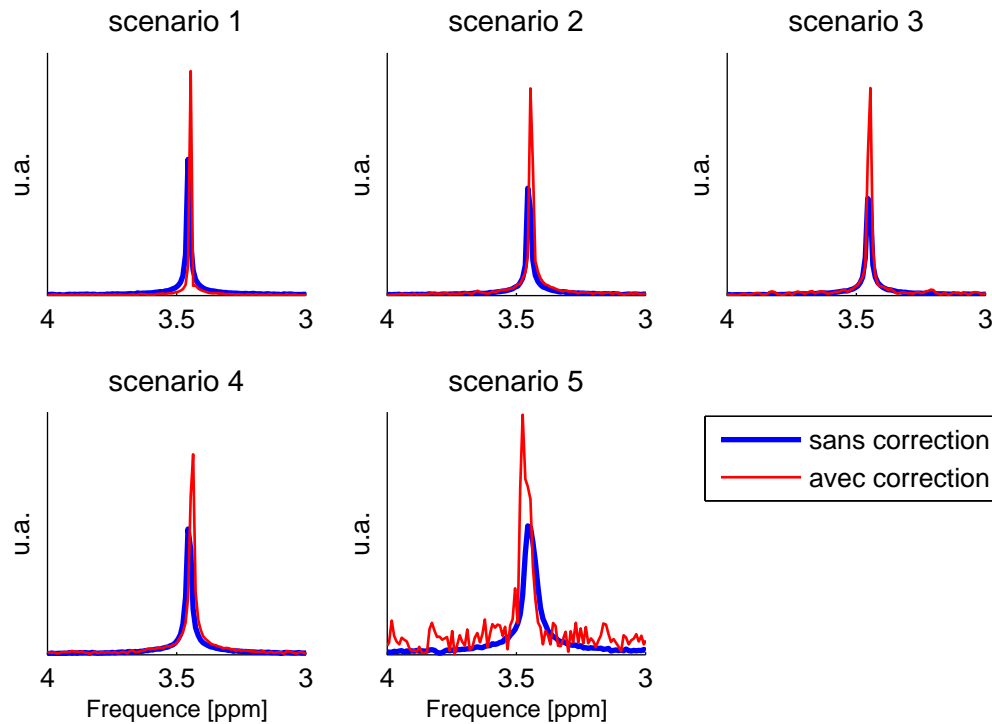 scenario 1
scenario 2
scenario 3
u.a.
u.a.
u.a.
4 3.5 3
4 3.5 3
4 3.5 3
scenario 4
scenario 5
u.a.
u.a.
4 3.5 3
4 3.5 3
Frequence [ppm]
Frequence [ppm]
sans correction
avec correction